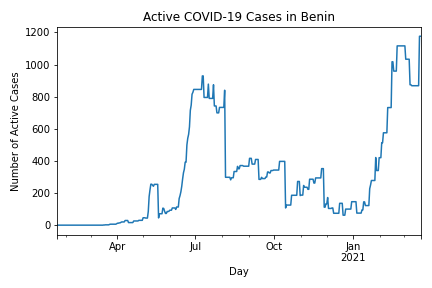 Active COVID-19 Cases in Benin
1200
1000
800
600
400
200
0
Number of Active Cases
Apr
Jul
Oct
Jan
2021
Day